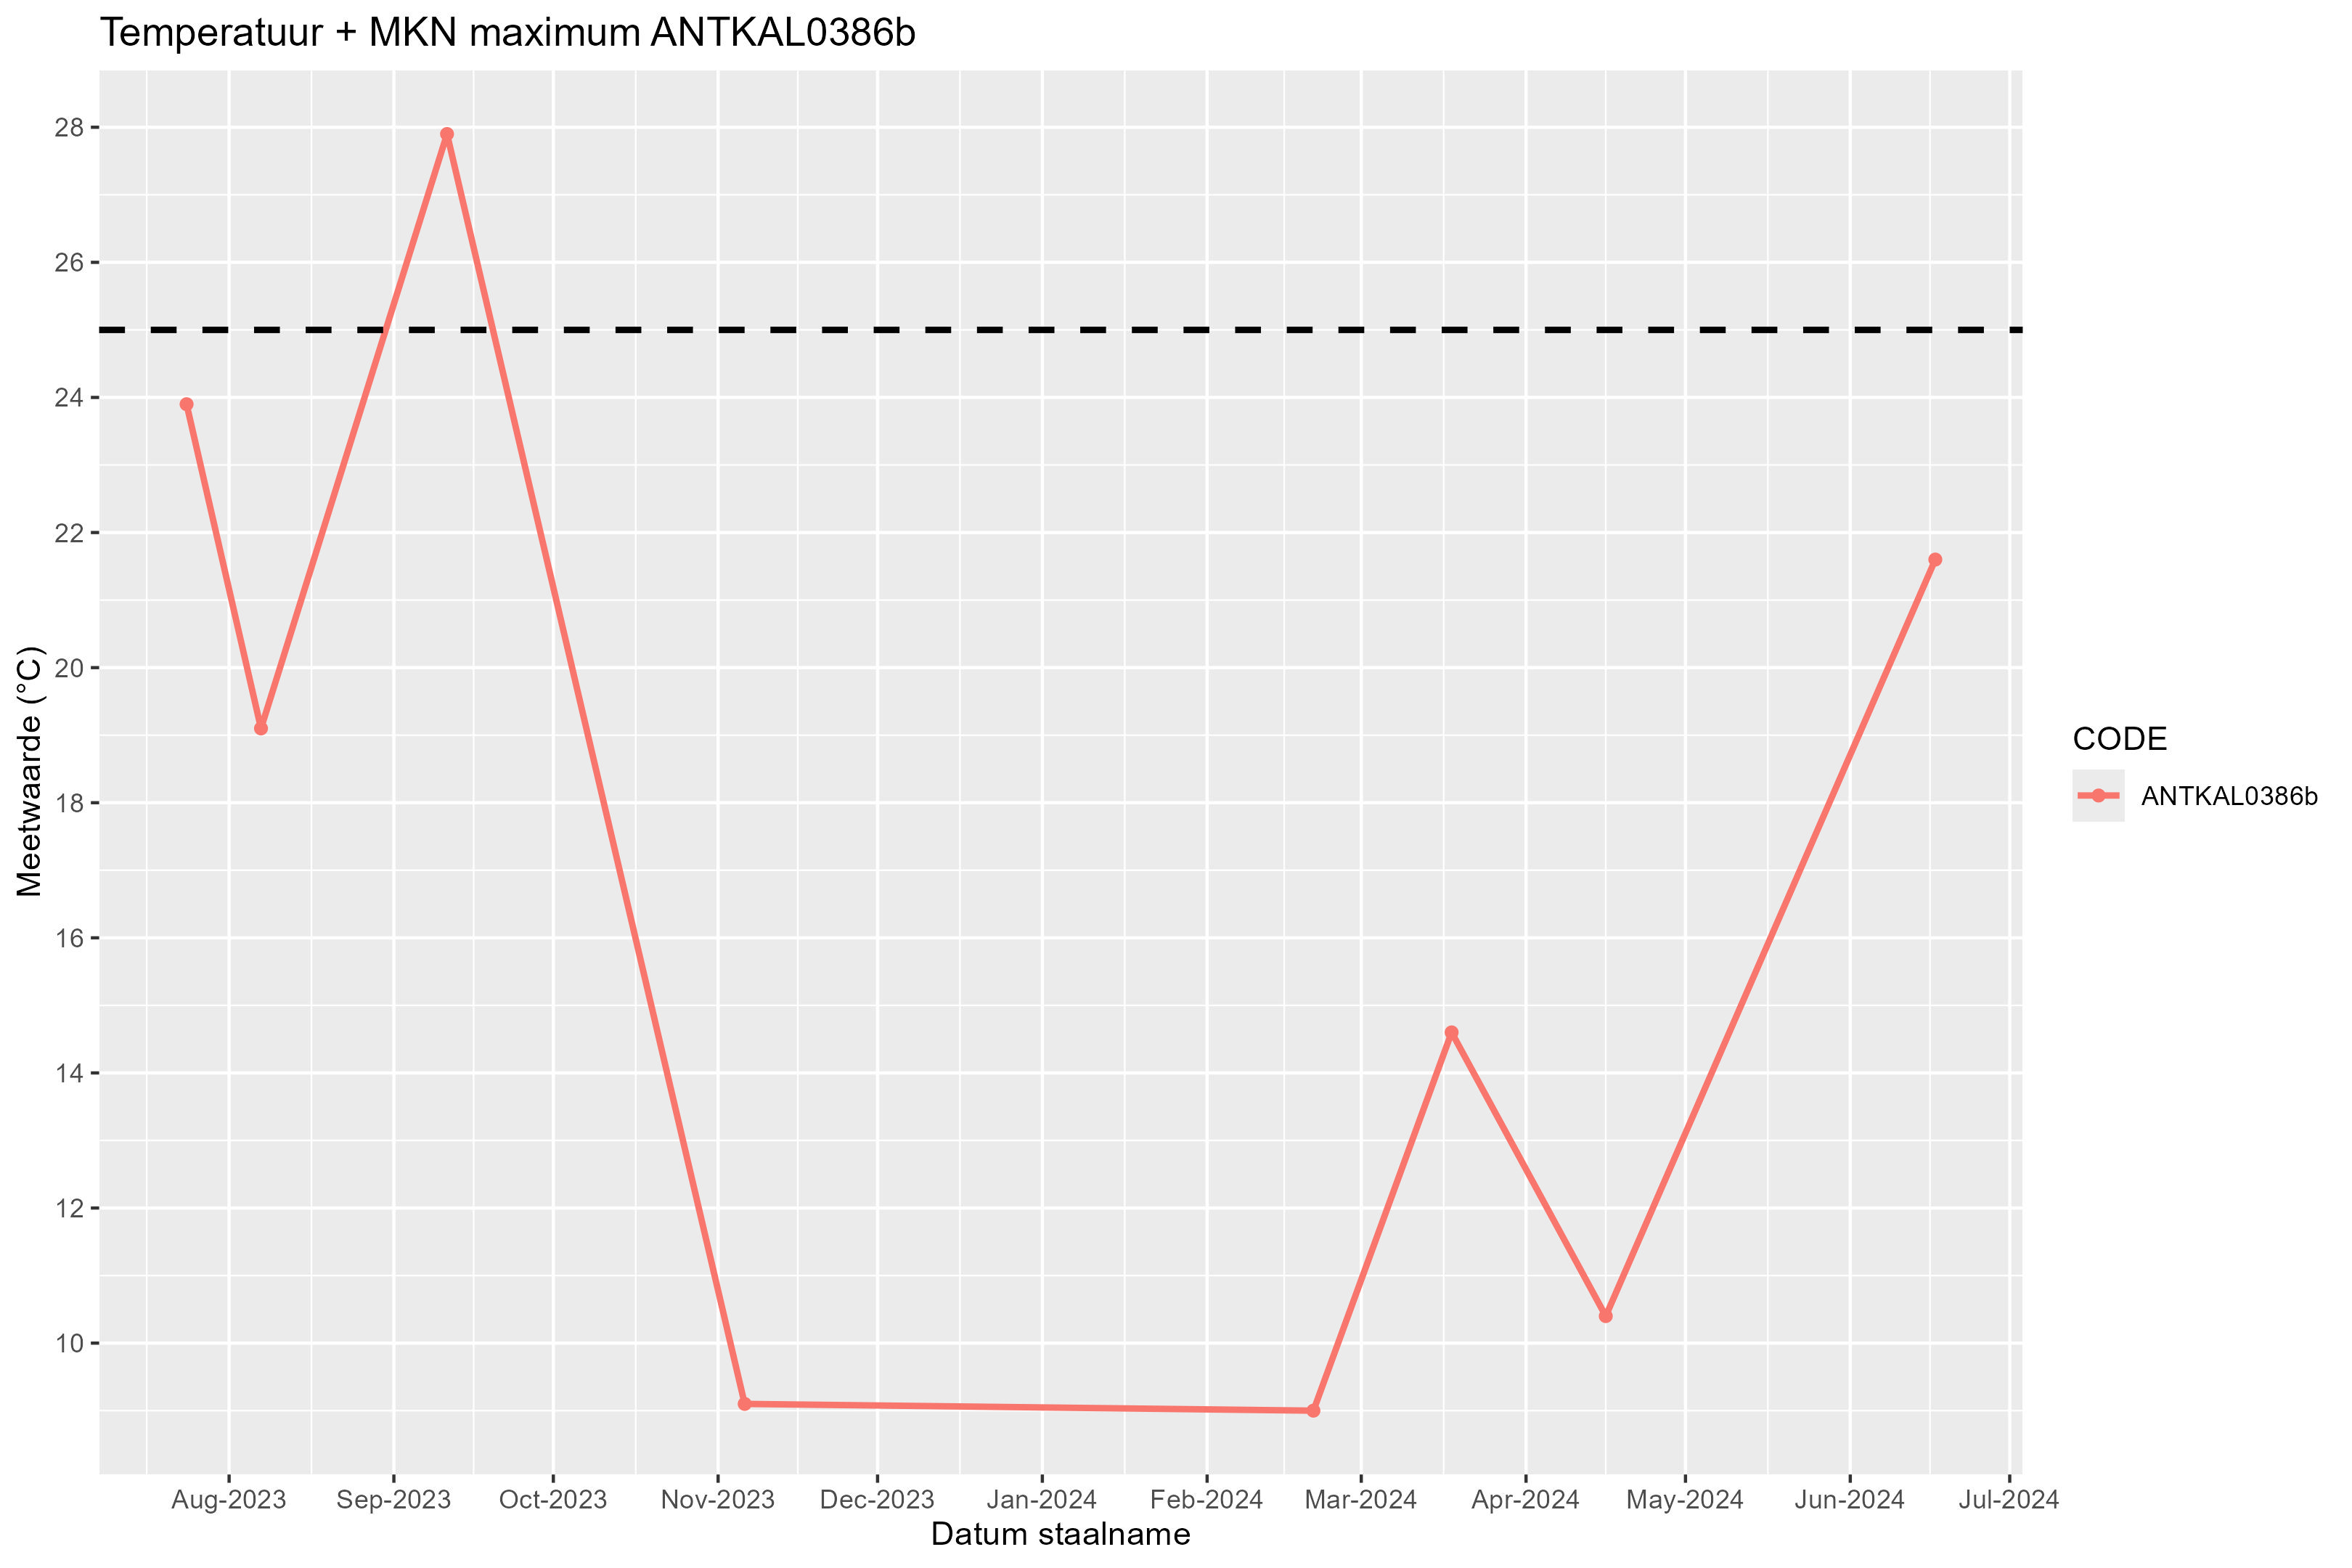 Temperatuur + MKN maximum ANTKAL0386b
28
26
24
22
20
18
16
14
12
10
Meetwaarde (°C)
Aug-2023 Sep-2023 Oct-2023 Nov-2023 Dec-2023 Jan-2024 Feb-2024 Mar-2024 Apr-2024 May-2024 Jun-2024 Jul-2024
Datum staalname
CODE
ANTKAL0386b